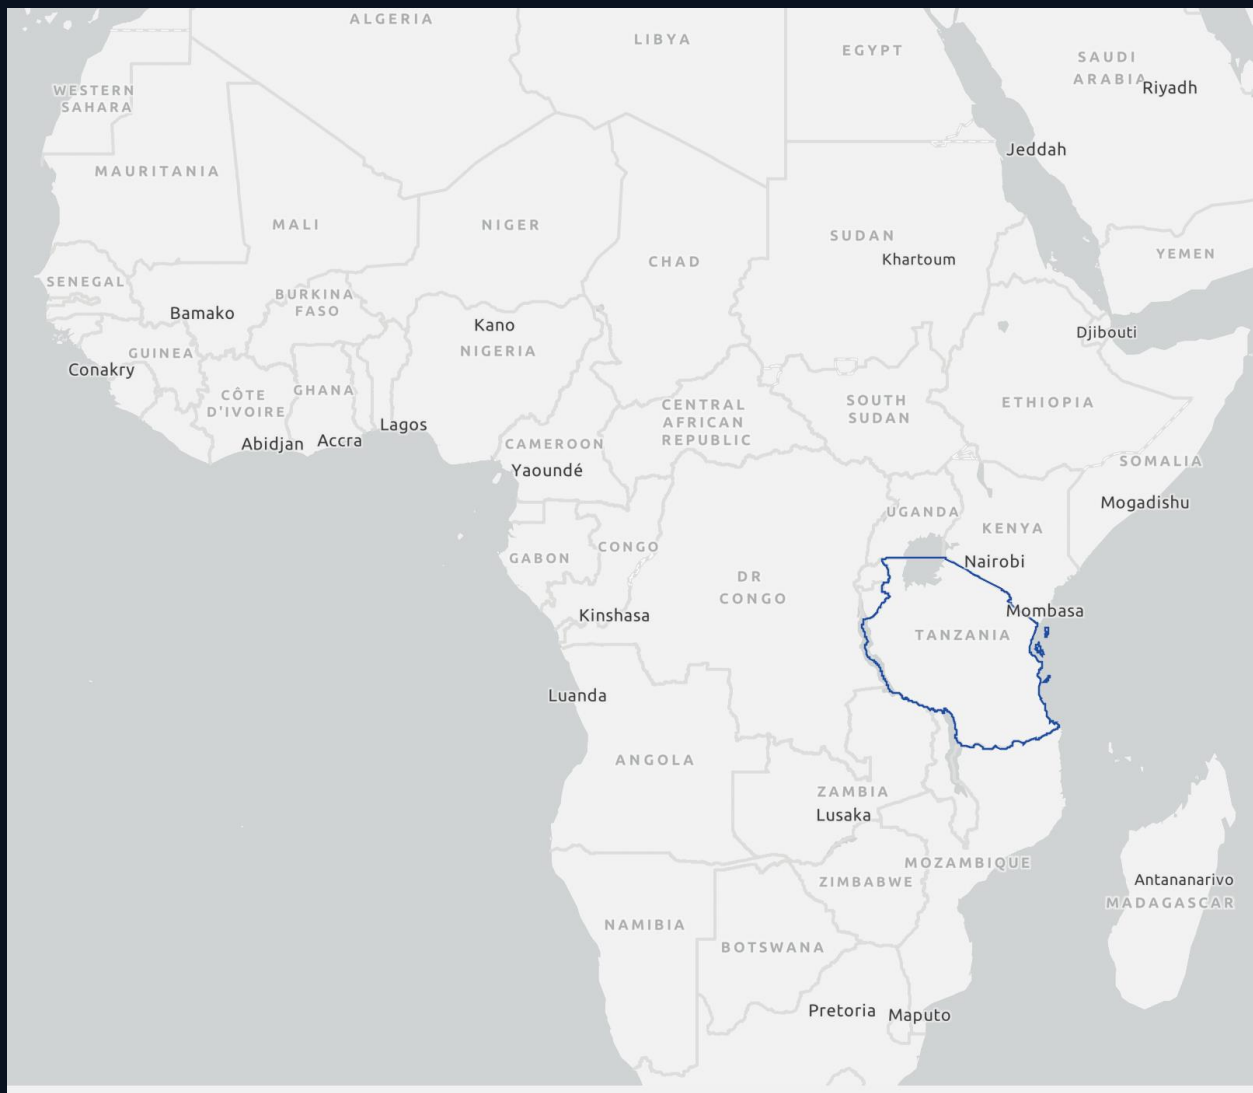 ALGERIA
LIBYA
EGYPT
SAUDI
ARABIA
Riyadh
WESTERN
SAHARA
Jeddah
MAURITANIA
MALI
NIGER
SUDAN
CHAD
YEMEN
Khartoum
SENEGAL
BURKINA
FASO
Bamako
Kano
Djibouti
GUINEA
NIGERIA
Conakry
CÔTE
D'IVOIRE
GHANA
CENTRAL
AFRICAN
REPUBLIC
SOUTH
SUDAN
ETHIOPIA
Lagos
Abidjan
Accra
CAMEROON
Yaoundé
SOMALIA
Mogadishu
UGANDA
KENYA
GABON
CONGO
Nairobi
DR
CONGO
Kinshasa
Mombasa
TANZANIA
Luanda
ANGOLA
ZAMBIA
Lusaka
MOZAMBIQUE
ZIMBABWE
Antananarivo
MADAGASCAR
NAMIBIA
BOTSWANA
Pretoria
Maputo